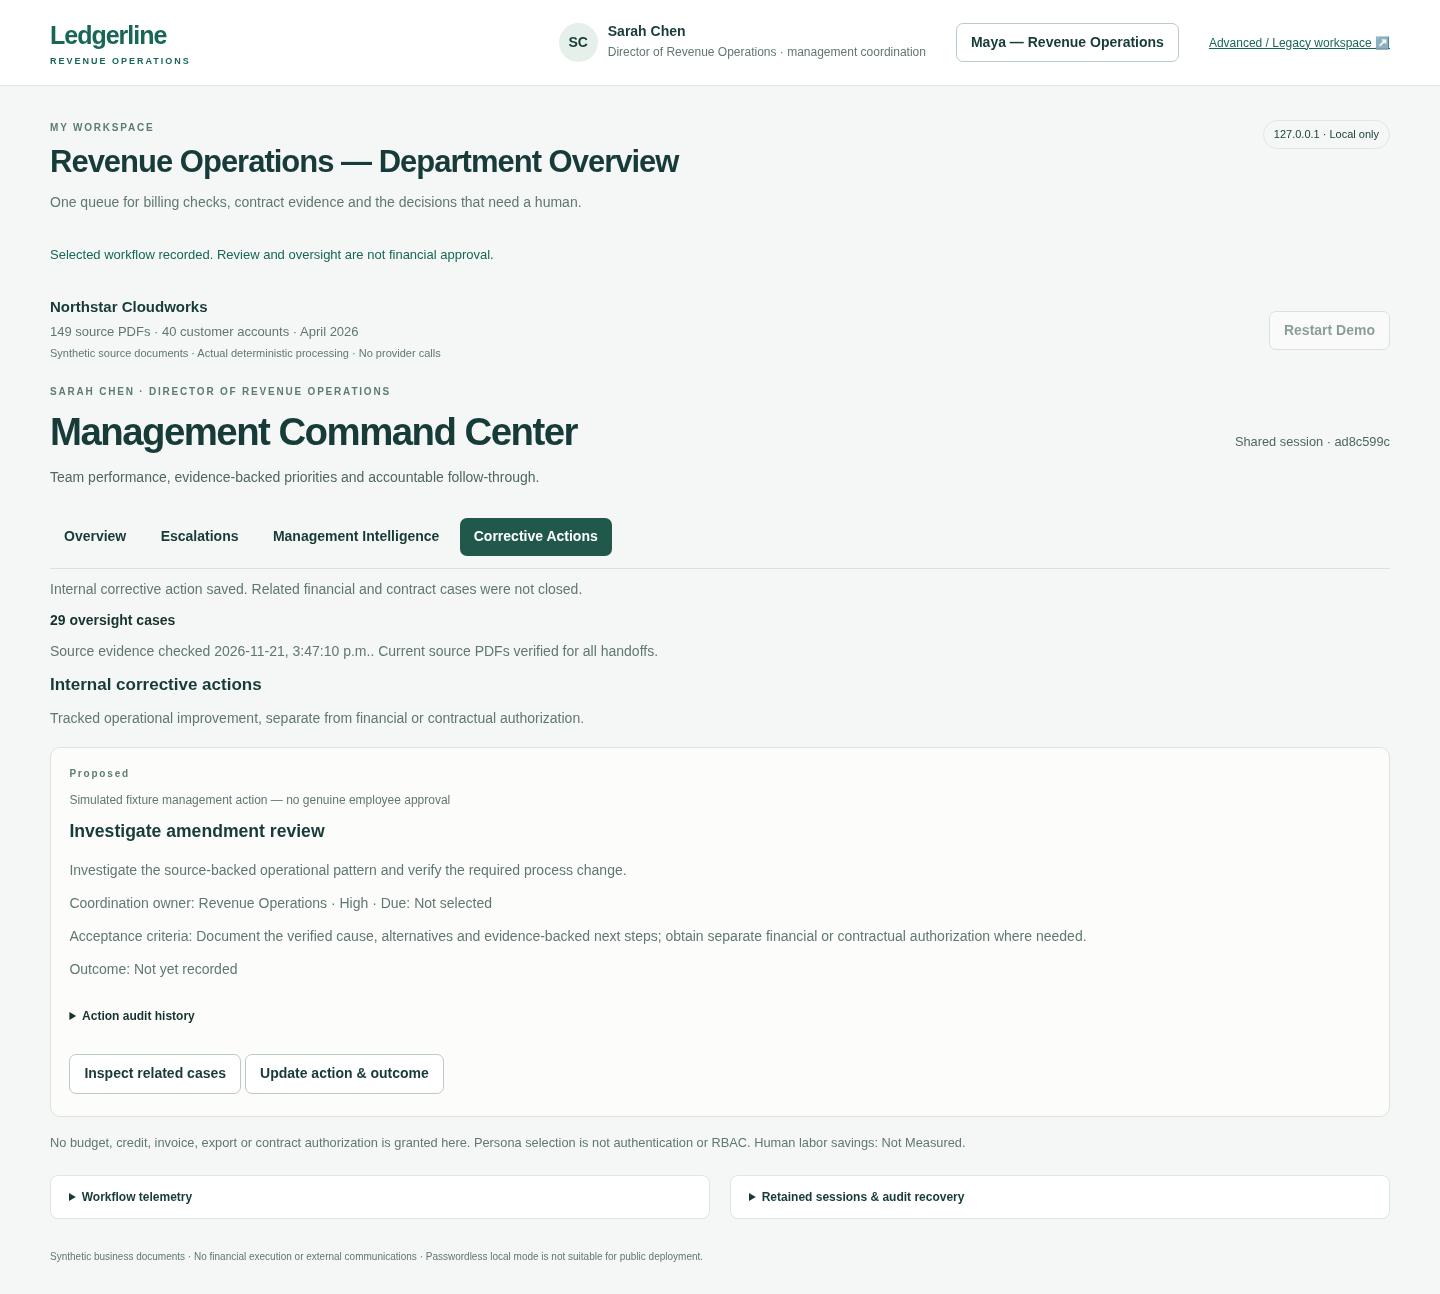 Ledgerline
REVENUE OPERATIONS
SC
Sarah Chen
Director of Revenue Operations · management coordination
Maya — Revenue Operations
Advanced / Legacy workspace ↗
MY WORKSPACE
127.0.0.1 · Local only
Revenue Operations — Department Overview
One queue for billing checks, contract evidence and the decisions that need a human.
Selected workflow recorded. Review and oversight are not financial approval.
Northstar Cloudworks
149 source PDFs · 40 customer accounts · April 2026
Synthetic source documents · Actual deterministic processing · No provider calls
Restart Demo
SARAH CHEN · DIRECTOR OF REVENUE OPERATIONS
Management Command Center
Shared session · ad8c599c
Team performance, evidence-backed priorities and accountable follow-through.
Overview
Escalations
Management Intelligence
Corrective Actions
Internal corrective action saved. Related financial and contract cases were not closed.
29 oversight cases
Source evidence checked 2026-11-21, 3:47:10 p.m.. Current source PDFs verified for all handoffs.
Internal corrective actions
Tracked operational improvement, separate from financial or contractual authorization.
Proposed
Simulated fixture management action — no genuine employee approval
Investigate amendment review
Investigate the source-backed operational pattern and verify the required process change.
Coordination owner: Revenue Operations · High · Due: Not selected
Acceptance criteria: Document the verified cause, alternatives and evidence-backed next steps; obtain separate financial or contractual authorization where needed.
Outcome: Not yet recorded
▶ Action audit history
Inspect related cases
Update action & outcome
No budget, credit, invoice, export or contract authorization is granted here. Persona selection is not authentication or RBAC. Human labor savings: Not Measured.
▶ Workflow telemetry
▶ Retained sessions & audit recovery
Synthetic business documents · No financial execution or external communications · Passwordless local mode is not suitable for public deployment.